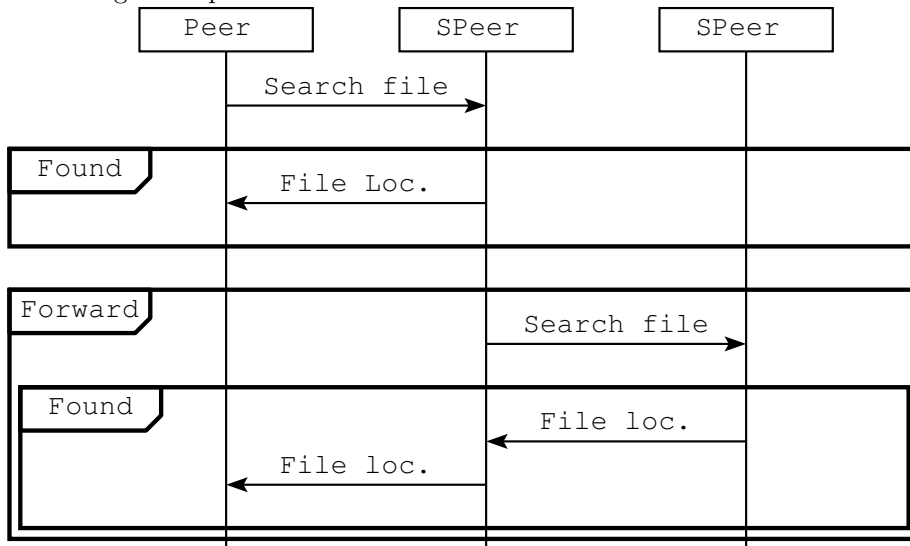 Peer SPeer SPeer
Search file
Found
File Loc.
Forward
Search file
Found
File loc.
File loc.